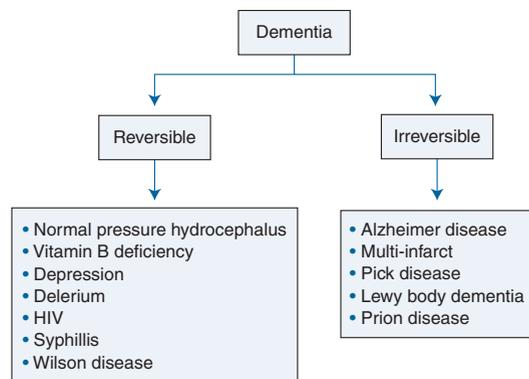 Dementia
Reversible
Irreversible
• Normal pressure hydrocephalus
• Vitamin B deficiency
• Depression
• Delerium
• HIV
• Syphillis
• Wilson disease
• Alzheimer disease
• Multi-infarct
• Pick disease
• Lewy body dementia
• Prion disease